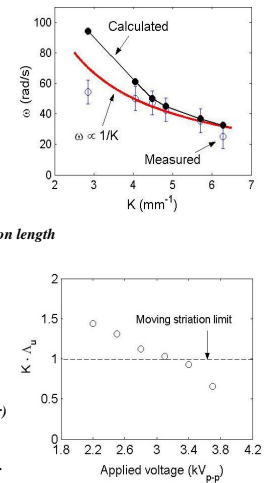 100
80
60
40
20
0
ω (rad/s)
Calculated
ω ∝ 1/K
Measured
2 3 4 5 6 7
K (mm⁻¹)
on length
2
1.5
1
0.5
0
K · Λᵤ
Moving striation limit
r)
.
1.8 2.2 2.6 3.0 3.4 3.8 4.2
Applied voltage (kVₚ₋ₚ)